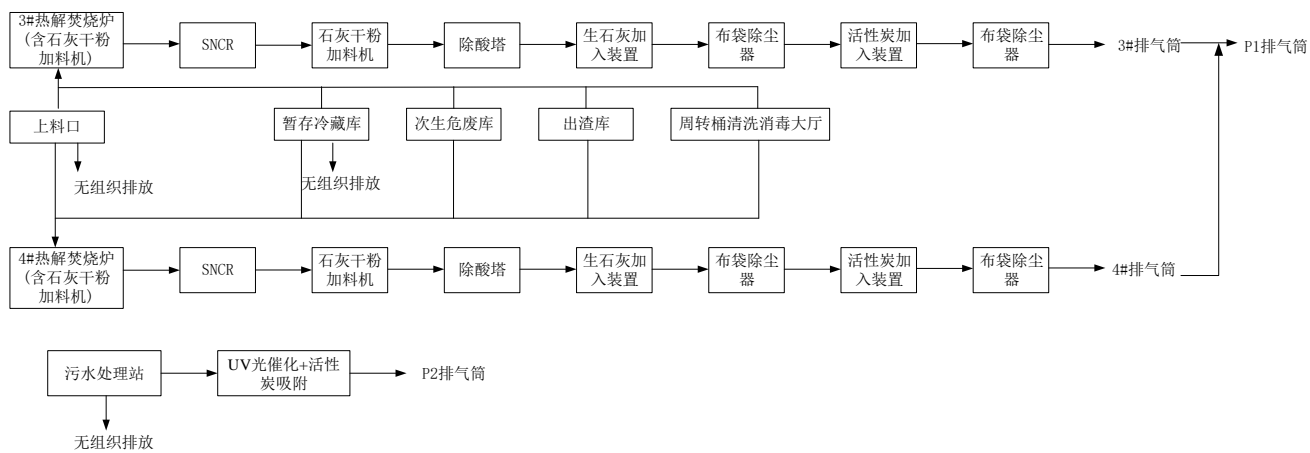 3#热解焚烧炉
(含石灰干粉
加料机)
SNCR
石灰干粉
加料机
除酸塔
生石灰加
入装置
布袋除尘
器
活性炭加
入装置
布袋除尘
器
3#排气筒
P1排气筒
上料口
暂存冷藏库
次生危废库
出渣库
周转桶清洗消毒大厅
无组织排放
无组织排放
4#热解焚烧炉
(含石灰干粉
加料机)
SNCR
石灰干粉
加料机
除酸塔
生石灰加
入装置
布袋除尘
器
活性炭加
入装置
布袋除尘
器
4#排气筒
污水处理站
UV光催化+活性
炭吸附
P2排气筒
无组织排放